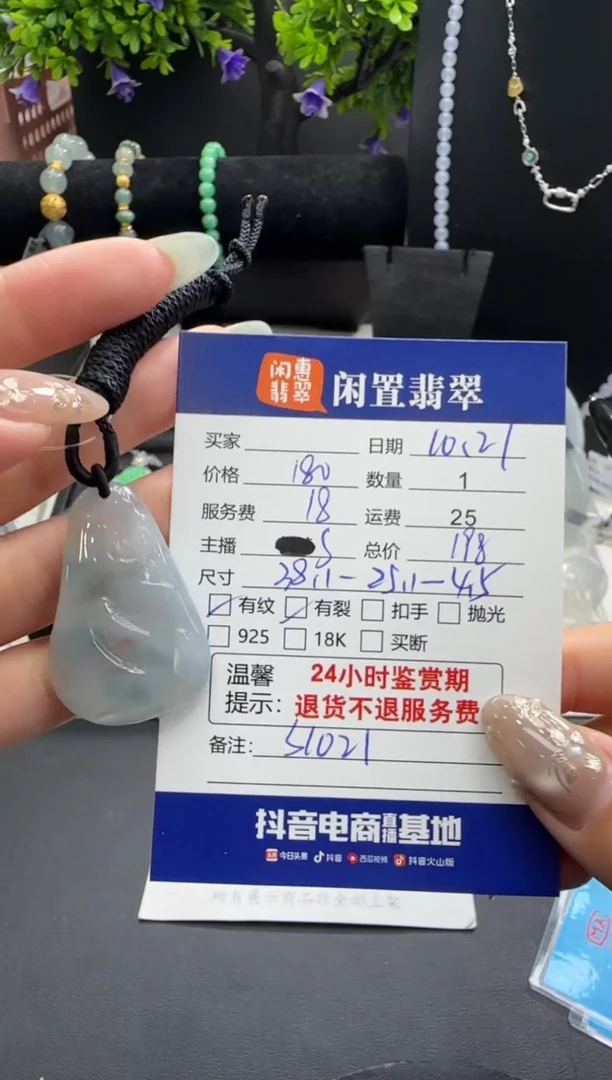 闲惠翡翠 闲置翡翠
买家 日期 10.21
价格 180 数量 1
服务费 18 运费 25
主播 5 总价 198
尺寸 38.1-25.1-4.5
有纹 有裂 扣手 抛光
925 18K 买断
温馨提示: 24小时鉴赏期
退货不退服务费
备注: S1021
抖音电商直播基地
今日头条 抖音 西瓜视频 抖音火山版